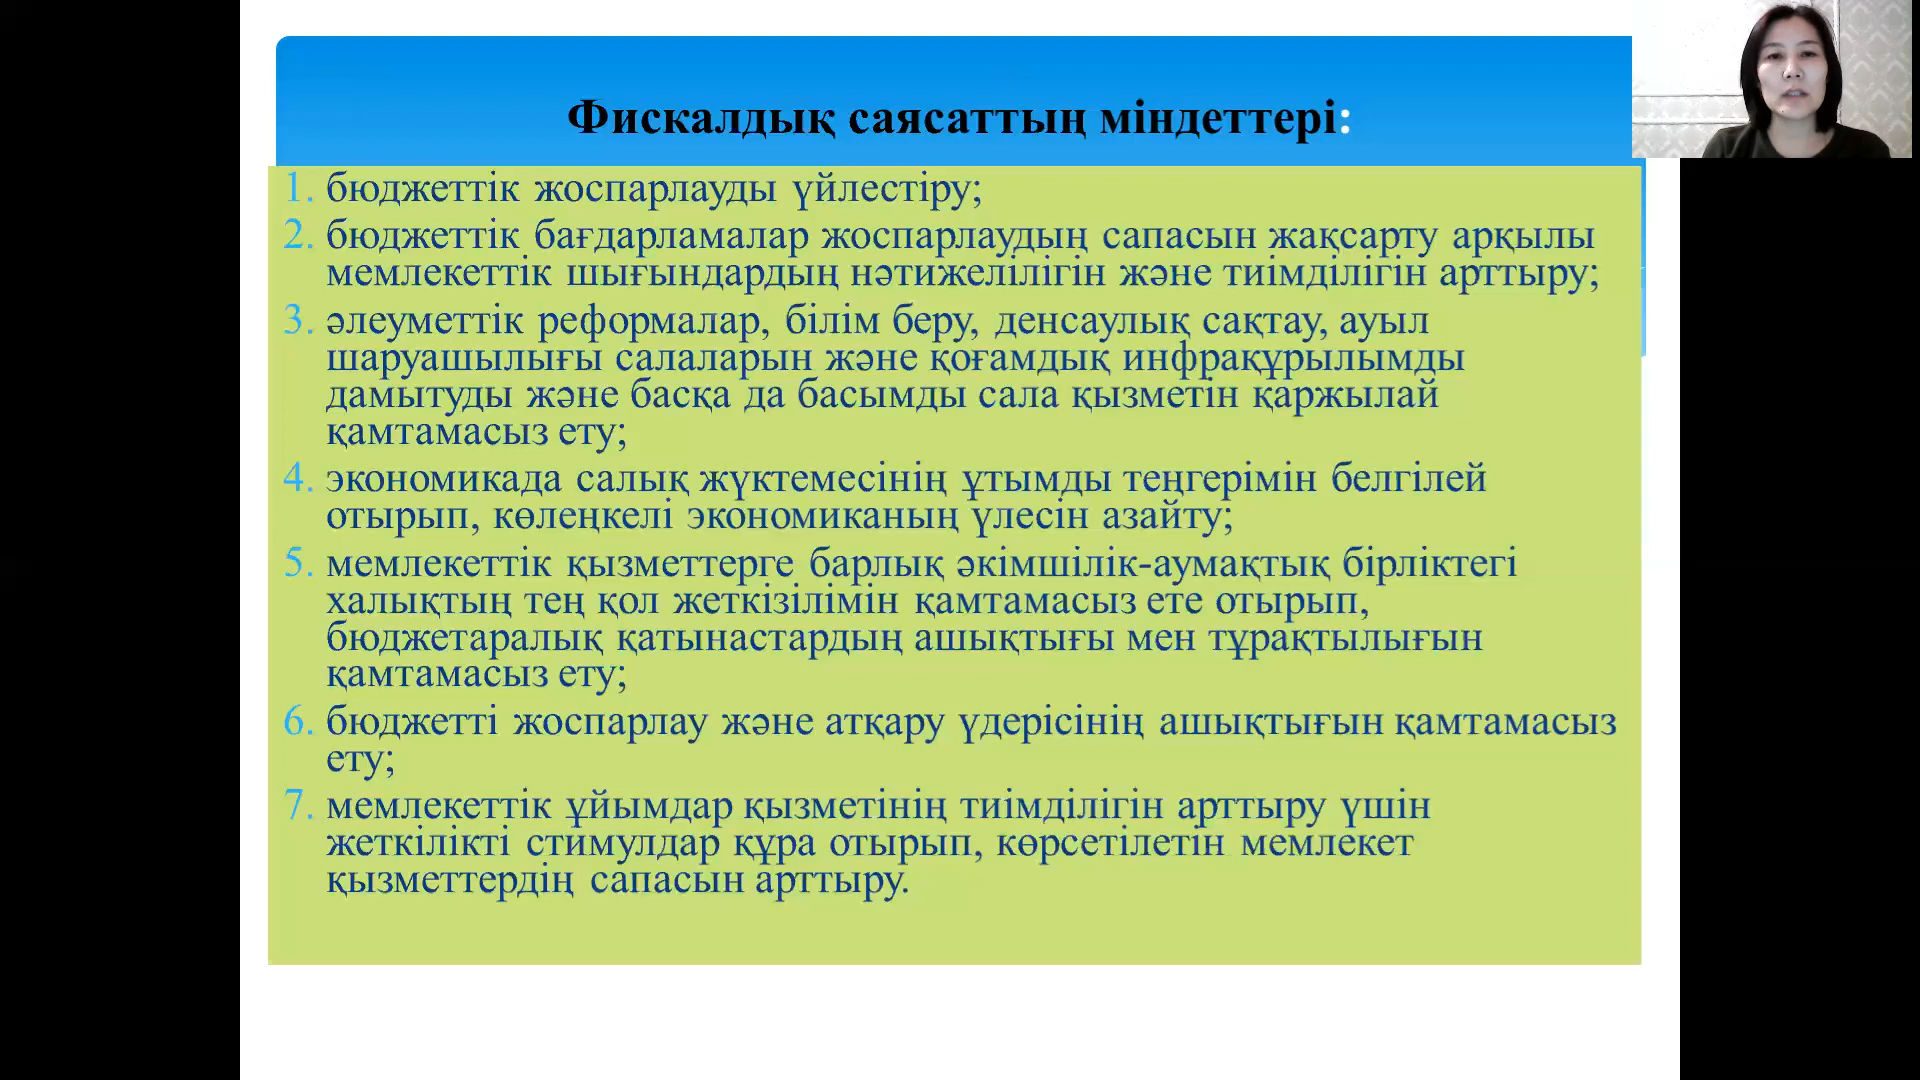 Фискалдық саясаттың міндеттері:
1. бюджеттік жоспарлауды үйлестіру;
2. бюджеттік бағдарламалар жоспарлаудың сапасын жақсарту арқылы
мемлекеттік шығындардың нәтижелілігін және тиімділігін арттыру;
3. әлеуметтік реформалар, білім беру, денсаулық сақтау, ауыл
шаруашылығы салаларын және қоғамдық инфрақұрылымды
дамытуды және басқа да басымды сала қызметін қаржылай
қамтамасыз ету;
4. экономикада салық жүктемесінің ұтымды теңгерімін белгілей
отырып, көлеңкелі экономиканың үлесін азайту;
5. мемлекеттік қызметтерге барлық әкімшілік-аумақтық бірліктегі
халықтың тең қол жеткізілімін қамтамасыз ете отырып,
бюджетаралық қатынастардың ашықтығы мен тұрақтылығын
қамтамасыз ету;
6. бюджетті жоспарлау және атқару үдерісінің ашықтығын қамтамасыз
ету;
7. мемлекеттік ұйымдар қызметінің тиімділігін арттыру үшін
жеткілікті стимулдар құра отырып, көрсетілетін мемлекет
қызметтердің сапасын арттыру.